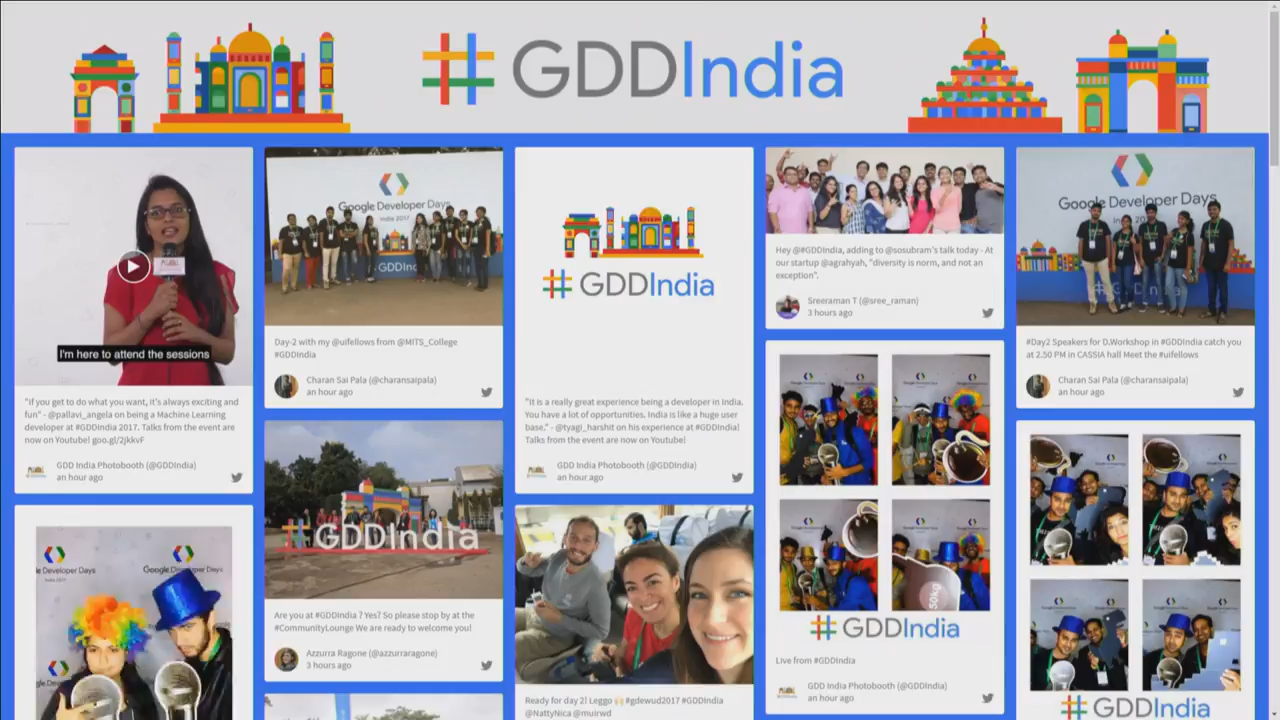 #GDDIndia
I'm here to attend the sessions
"If you get to do what you want, it's always exciting and
fun" - @pallavi_angela on being a Machine Learning
developer at #GDDIndia 2017. Talks from the event are
now on Youtube! goo.gl/2jkkvF
GDD India Photobooth (@GDDIndia)
an hour ago
Google Developer Days
India 2017
Google Developer Days
Google Developer Days
India 2017
#GDDInd
Day-2 with my @uifellows from @MITS_College
#GDDIndia
Charan Sai Pala (@charansaipala)
an hour ago
#GDDIndia
Are you at #GDDIndia ? Yes? So please stop by at the
#CommunityLounge We are ready to welcome you!
Azzurra Ragone (@azzurraragone)
3 hours ago
#GDDIndia
"It is a really great experience being a developer in India.
You have a lot of opportunities. India is like a huge user
base." - @tyagi_harshit on his experience at #GDDIndia!
Talks from the event are now on Youtube!
GDD India Photobooth (@GDDIndia)
an hour ago
Ready for day 2! Leggo 🙌🏻 #gdewud2017 #GDDIndia
@NattyNica @muirwd
Hey @#GDDIndia, adding to @sosubram's talk today - At
our startup @agrahyah, "diversity is norm, and not an
exception".
Sreeraman T (@sree_raman)
3 hours ago
50kg
#GDDIndia
Live from #GDDIndia
GDD India Photobooth (@GDDIndia)
an hour ago
Google Developer Days
India 2017
#Day2 Speakers for D.Workshop in #GDDIndia catch you
at 2.50 PM in CASSIA hall Meet the #uifellows
Charan Sai Pala (@charansaipala)
an hour ago
#GDDIndia